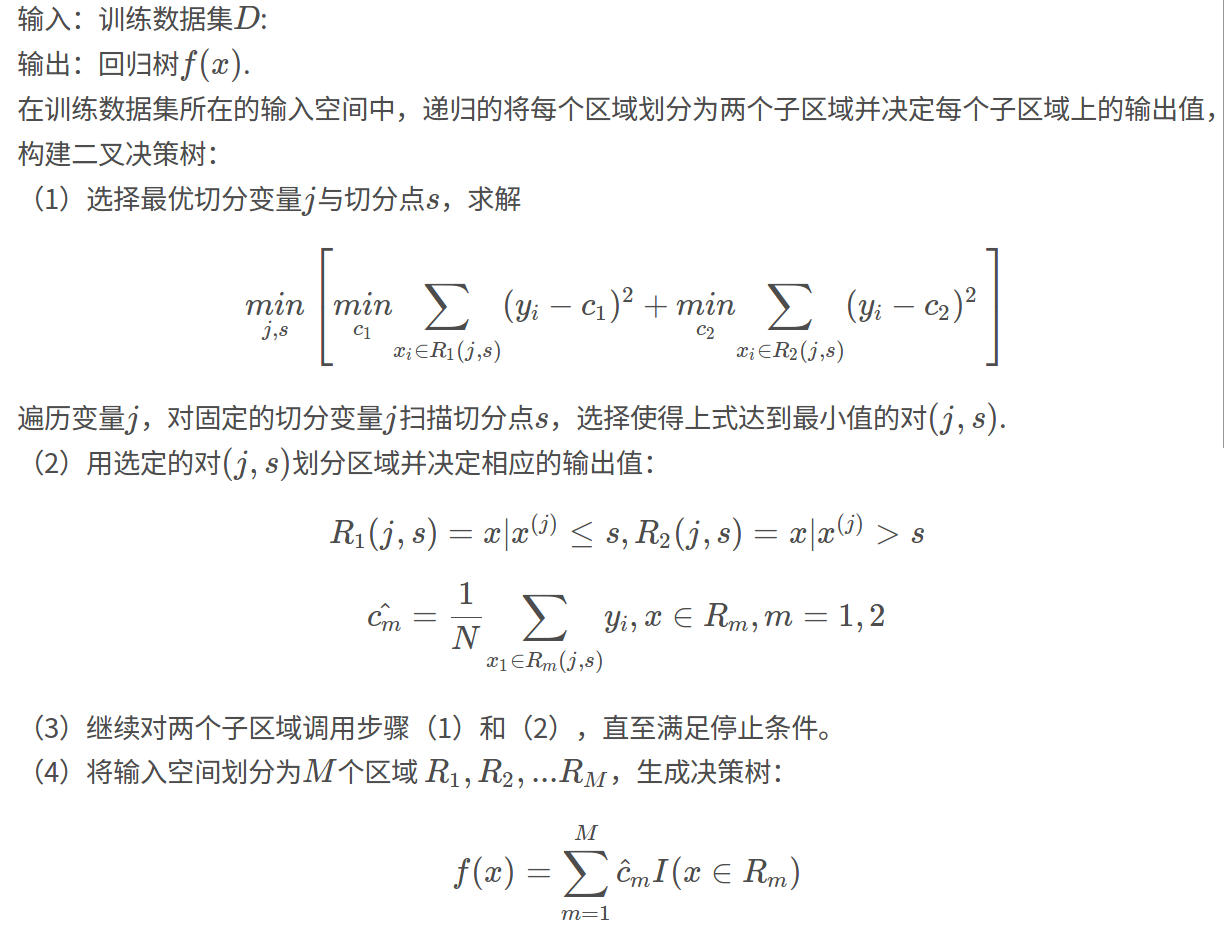 输入：训练数据集$D$:
输出：回归树$f(x)$.
在训练数据集所在的输入空间中，递归的将每个区域划分为两个子区域并决定每个子区域上的输出值，
构建二叉决策树：
（1）选择最优切分变量$j$与切分点$s$，求解
$$\underset{j,s}{min}\left[\underset{c_1}{min}\sum_{x_i\in R_1(j,s)}(y_i-c_1)^2+\underset{c_2}{min}\sum_{x_i\in R_2(j,s)}(y_i-c_2)^2\right]$$
遍历变量$j$，对固定的切分变量$j$扫描切分点$s$，选择使得上式达到最小值的对$(j,s)$.
（2）用选定的对$(j,s)$划分区域并决定相应的输出值：
$$R_1(j,s)=x|x^{(j)}\leq s,R_2(j,s)=x|x^{(j)}>s$$
$$\hat{c_m}=\frac{1}{N}\sum_{x_1\in R_m(j,s)}y_i,x\in R_m,m=1,2$$
（3）继续对两个子区域调用步骤（1）和（2），直至满足停止条件。
（4）将输入空间划分为$M$个区域 $R_1,R_2,...R_M$，生成决策树：
$$f(x)=\sum_{m=1}^{M}\hat{c}_mI(x\in R_m)$$